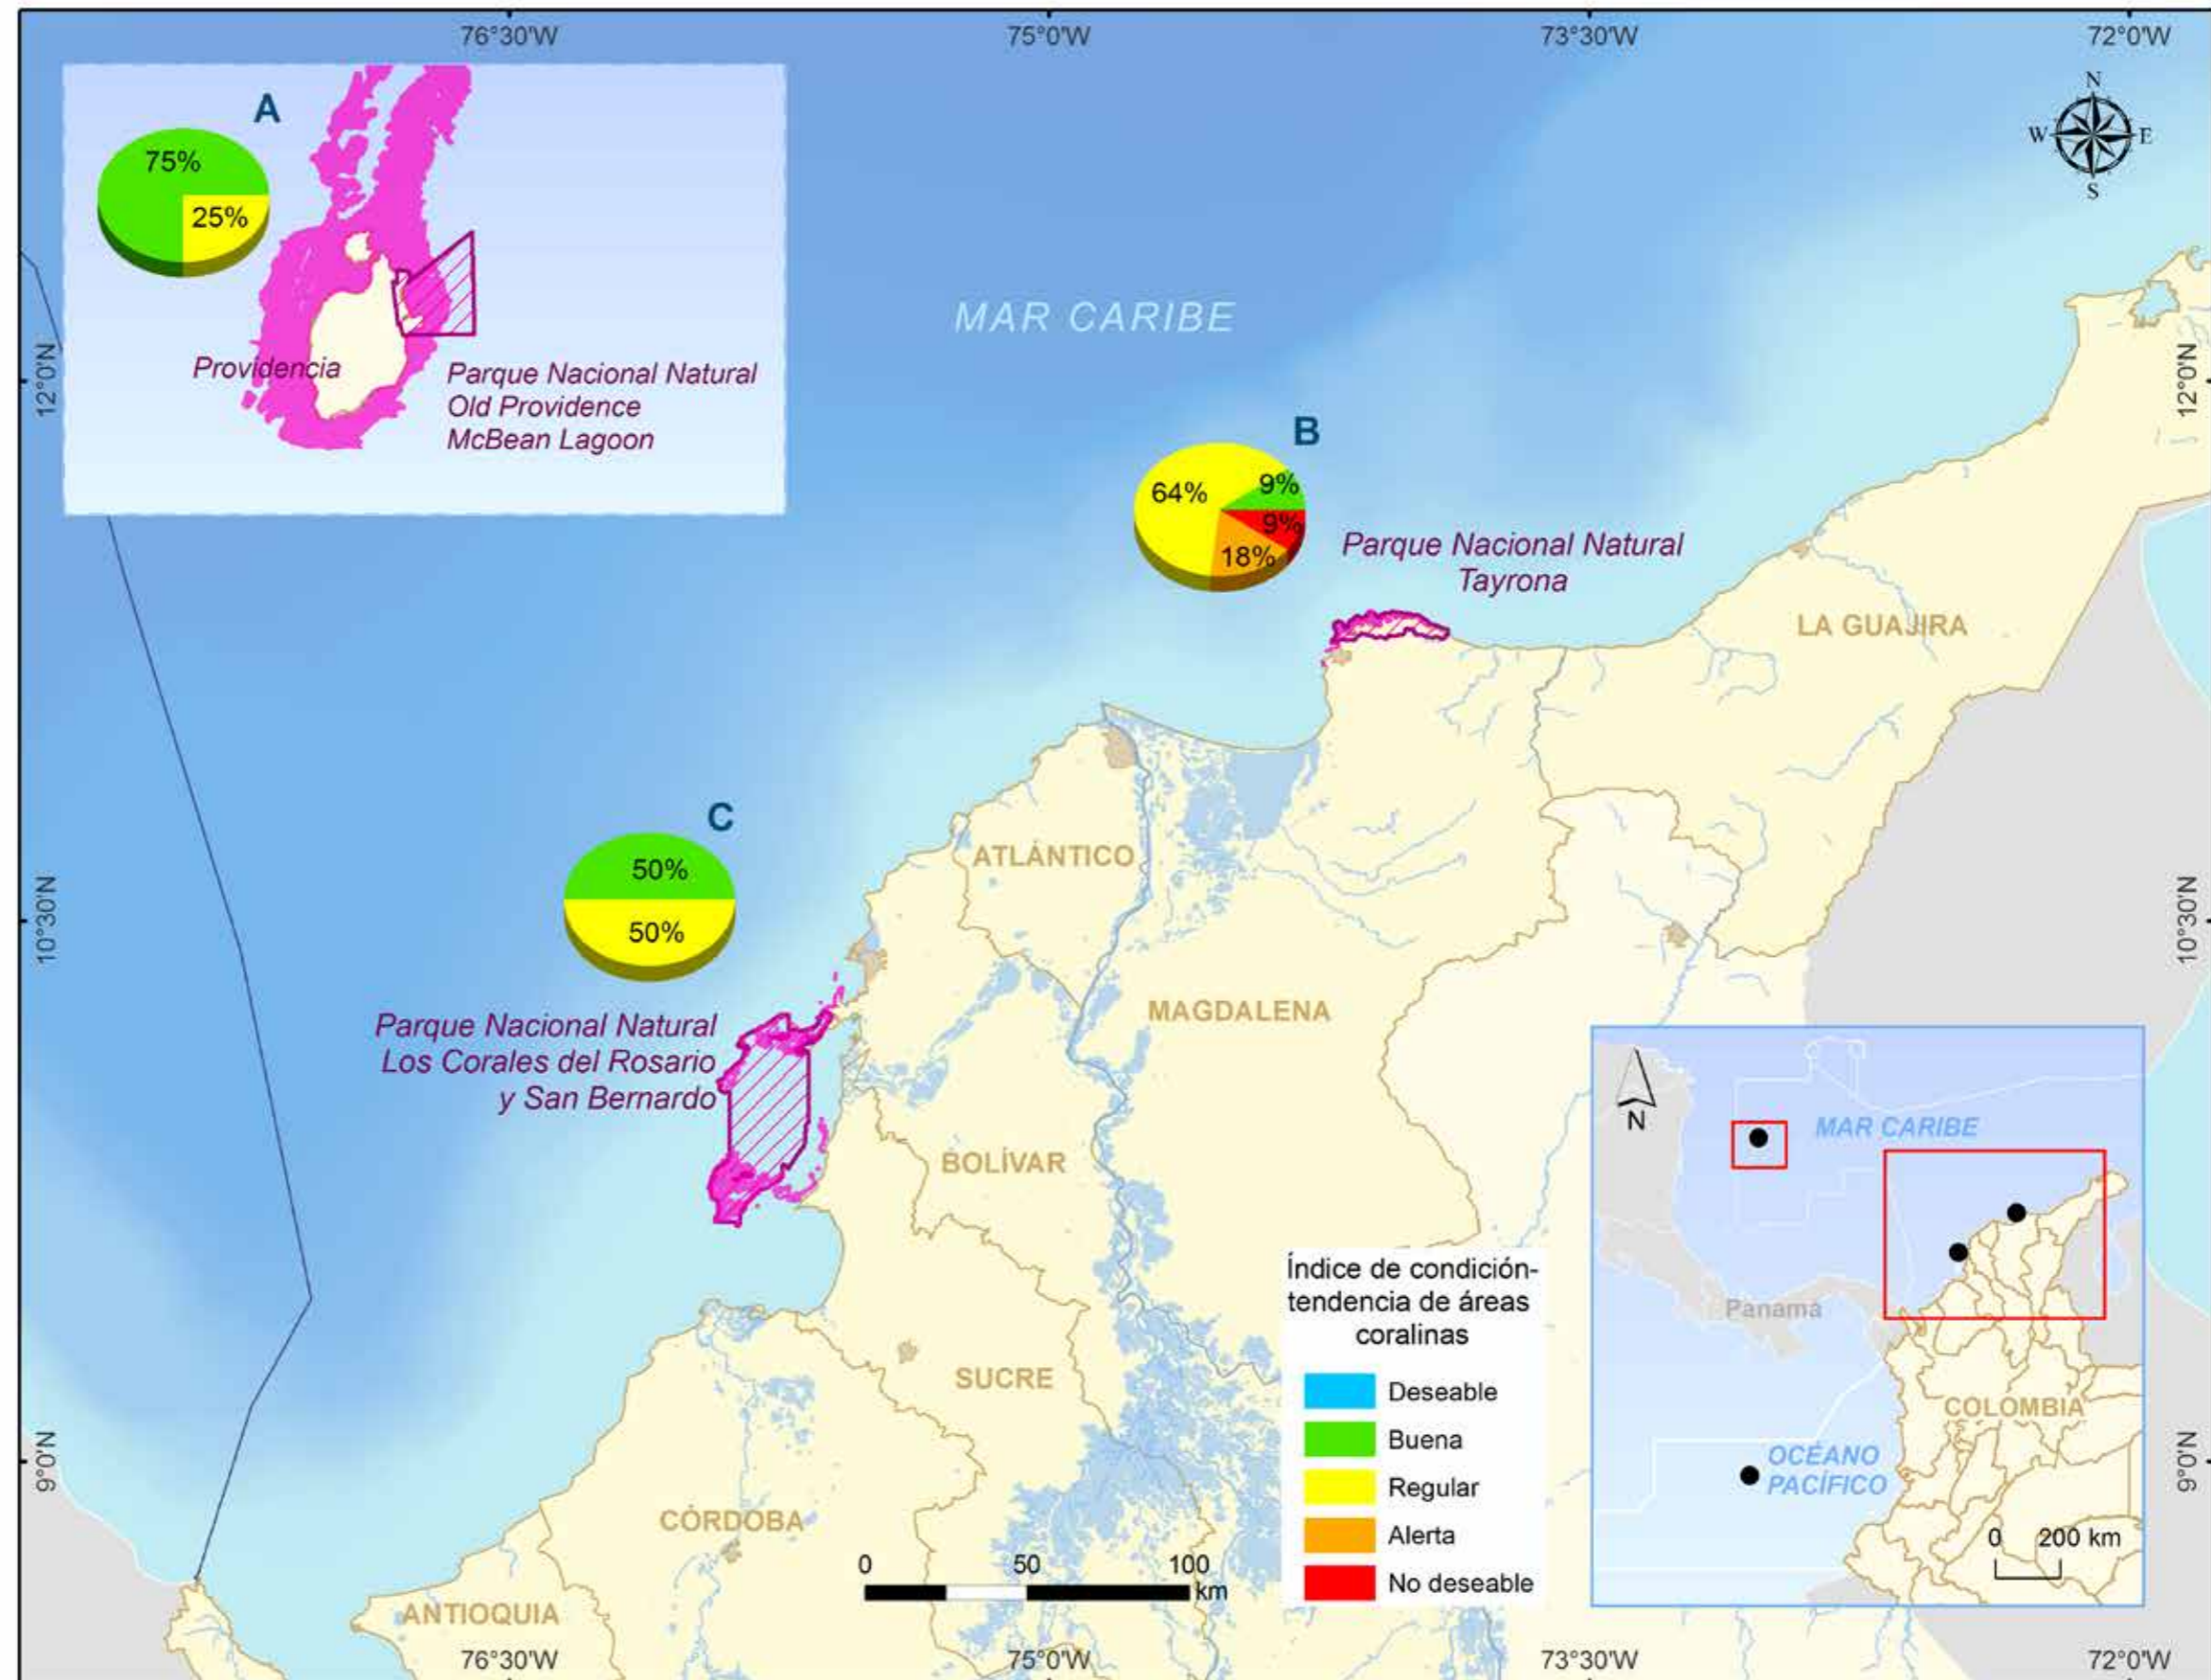 76°30'W
75°0'W
73°30'W
72°0'W
A
75%
25%
Providencia
Parque Nacional Natural
Old Providence
McBean Lagoon
N
W
E
S
12°0'N
12°0'N
MAR CARIBE
B
64%
9%
9%
18%
Parque Nacional Natural
Tayrona
LA GUAJIRA
C
50%
50%
ATLÁNTICO
10°30'N
10°30'N
MAGDALENA
Parque Nacional Natural
Los Corales del Rosario
y San Bernardo
BOLÍVAR
SUCRE
CÓRDOBA
ANTIOQUIA
9°0'N
9°0'N
Índice de condición-
tendencia de áreas
coralinas
Deseable
Buena
Regular
Alerta
No deseable
0
50
100
km
N
MAR CARIBE
Panamá
COLOMBIA
OCÉANO
PACÍFICO
0
200 km
76°30'W
75°0'W
73°30'W
72°0'W